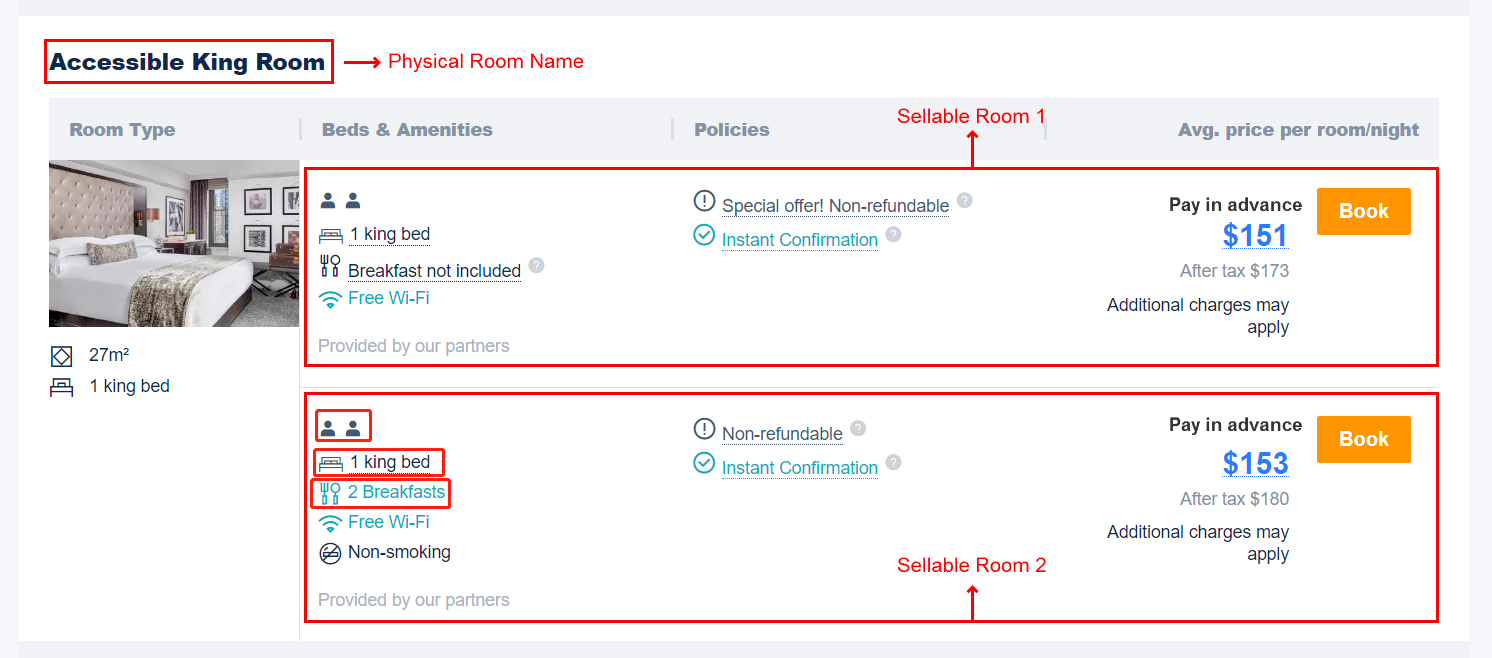 Accessible King Room
Physical Room Name
Room Type
Beds & Amenities
Policies
Sellable Room 1
Avg. price per room/night
27m²
1 king bed
1 king bed
Breakfast not included ?
Free Wi-Fi
Provided by our partners
Special offer! Non-refundable ?
Instant Confirmation ?
Pay in advance
$151
After tax $173
Additional charges may
apply
Book
1 king bed
2 Breakfasts
Free Wi-Fi
Non-smoking
Provided by our partners
Non-refundable ?
Instant Confirmation ?
Pay in advance
$153
After tax $180
Additional charges may
apply
Book
Sellable Room 2